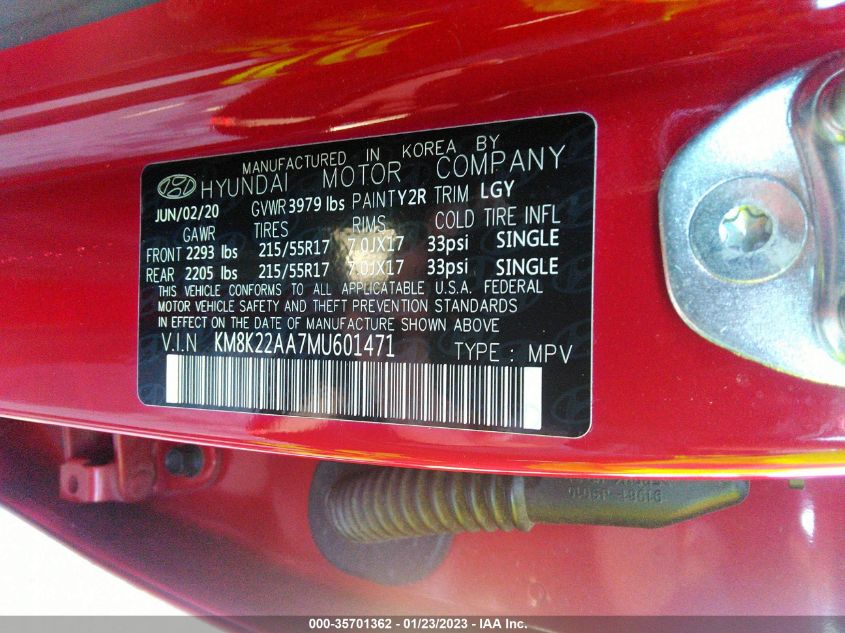 MANUFACTURED IN KOREA BY
HYUNDAI MOTOR COMPANY
JUN/02/20 GVWR 3979 lbs PAINT Y2R TRIM LGY
GAWR TIRES RIMS COLD TIRE INFL
FRONT 2293 lbs 215/55R17 7.0JX17 33psi SINGLE
REAR 2205 lbs 215/55R17 7.0JX17 33psi SINGLE
THIS VEHICLE CONFORMS TO ALL APPLICATABLE U.S.A. FEDERAL
MOTOR VEHICLE SAFETY AND THEFT PREVENTION STANDARDS
IN EFFECT ON THE DATE OF MANUFACTURE SHOWN ABOVE
V.I.N KM8K22AA7MU601471 TYPE : MPV
000-35701362 - 01/23/2023 - IAA Inc.